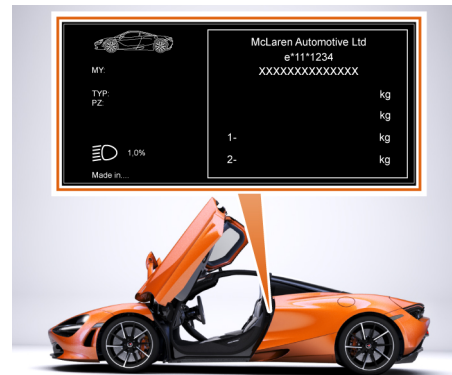 MY:
TYP:
PZ:
1,0%
Made in....
McLaren Automotive Ltd
e*11*1234
XXXXXXXXXXXXXX
kg
kg
1- kg
2- kg